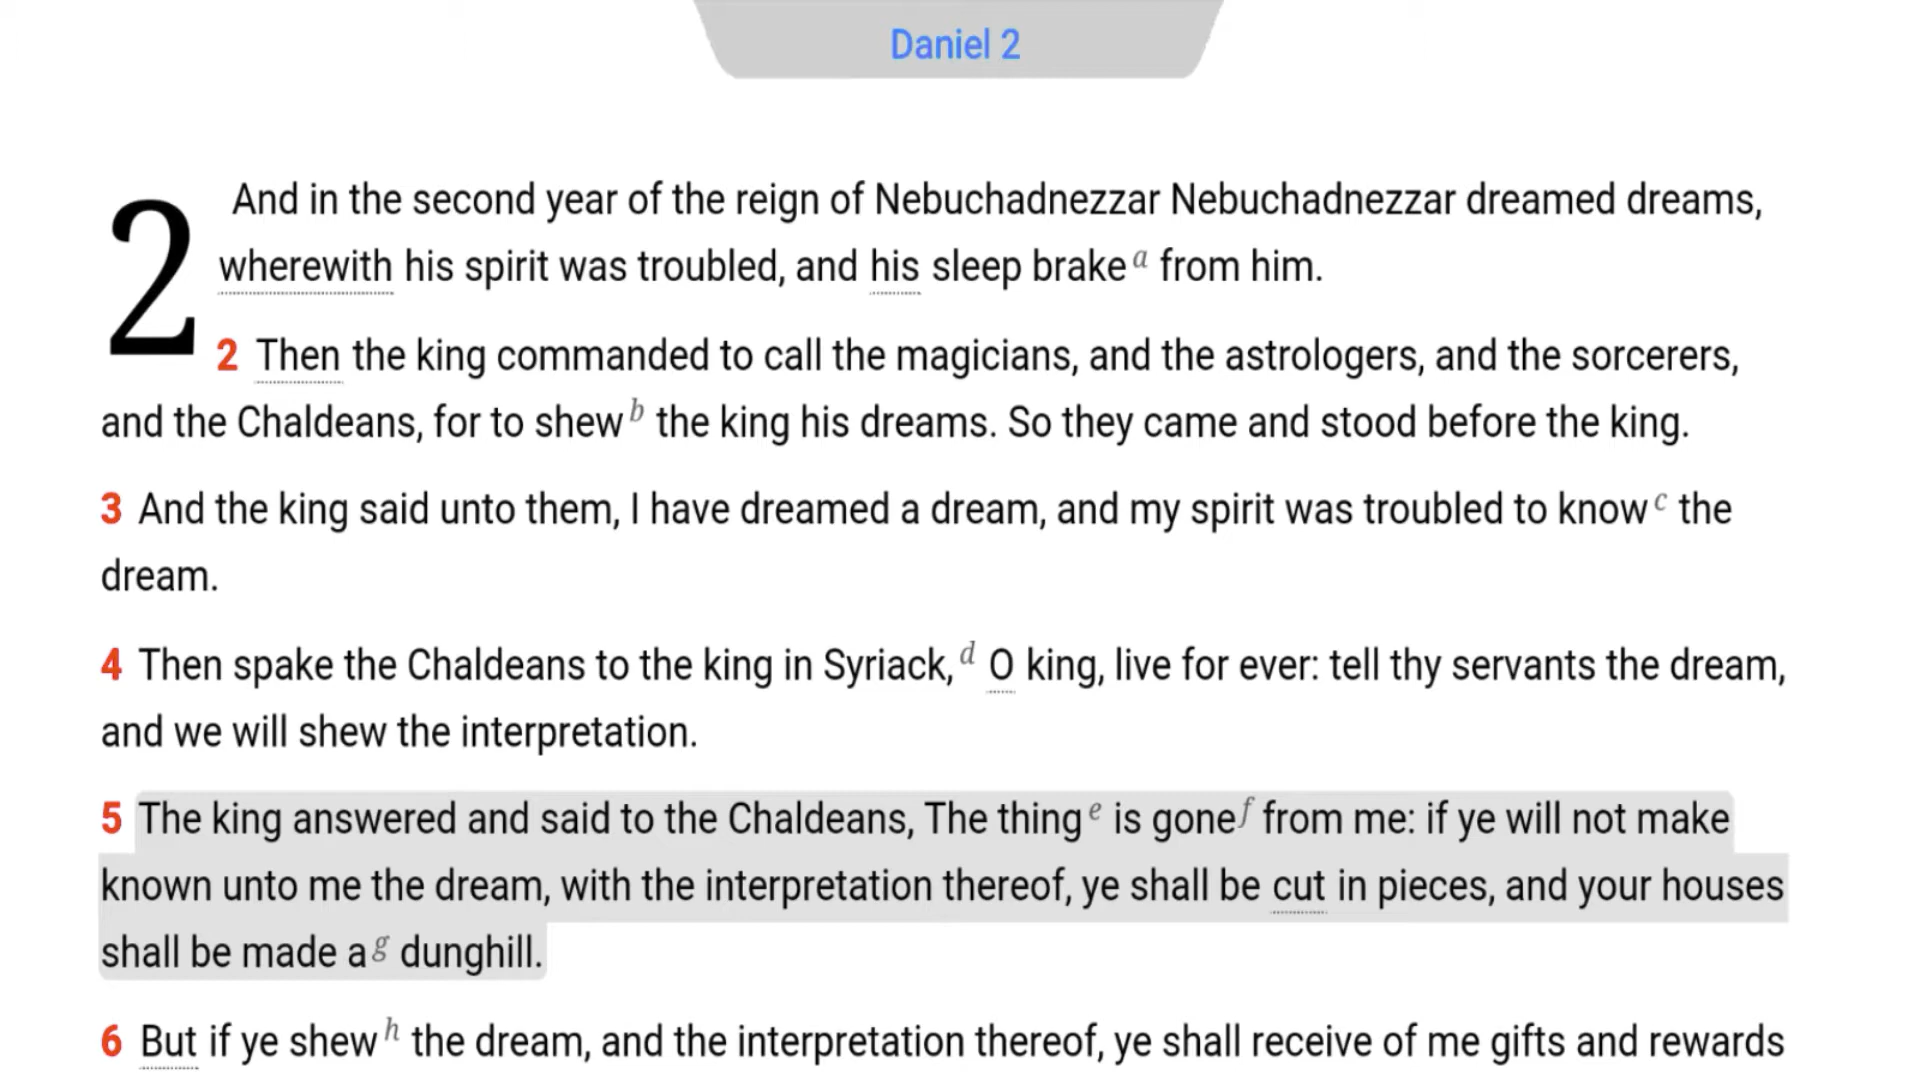 Daniel 2
2 And in the second year of the reign of Nebuchadnezzar Nebuchadnezzar dreamed dreams,
wherewith his spirit was troubled, and his sleep brake a from him.
2 Then the king commanded to call the magicians, and the astrologers, and the sorcerers,
and the Chaldeans, for to shew b the king his dreams. So they came and stood before the king.
3 And the king said unto them, I have dreamed a dream, and my spirit was troubled to know c the
dream.
4 Then spake the Chaldeans to the king in Syriack, d O king, live for ever: tell thy servants the dream,
and we will shew the interpretation.
5 The king answered and said to the Chaldeans, The thing e is gone f from me: if ye will not make
known unto me the dream, with the interpretation thereof, ye shall be cut in pieces, and your houses
shall be made a g dunghill.
6 But if ye shew h the dream, and the interpretation thereof, ye shall receive of me gifts and rewards